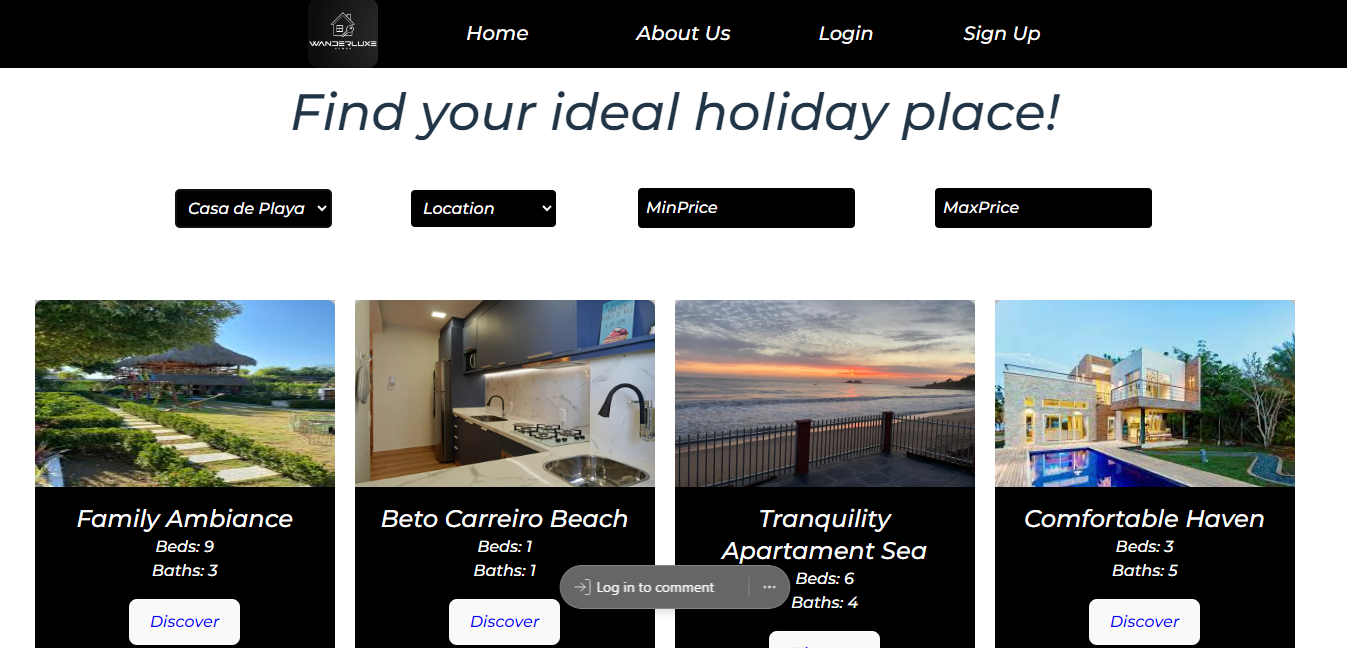 WANDERLUXE
Home
About Us
Login
Sign Up
Find your ideal holiday place!
Casa de Playa
Location
MinPrice
MaxPrice
Family Ambiance
Beds: 9
Baths: 3
Discover
Beto Carreiro Beach
Beds: 1
Baths: 1
Discover
Tranquility
Apartament Sea
Beds: 6
Baths: 4
Comfortable Haven
Beds: 3
Baths: 5
Discover
Log in to comment